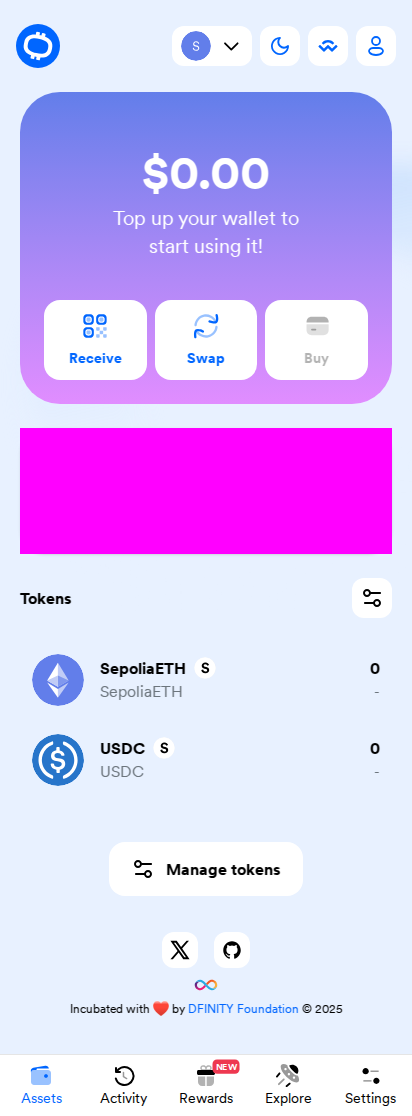 S
$0.00
Top up your wallet to
start using it!
Receive Swap Buy
Tokens
SepoliaETH S 0
SepoliaETH -
USDC S 0
USDC -
Manage tokens
Incubated with ❤️ by DFINITY Foundation © 2025
NEW
Assets Activity Rewards Explore Settings